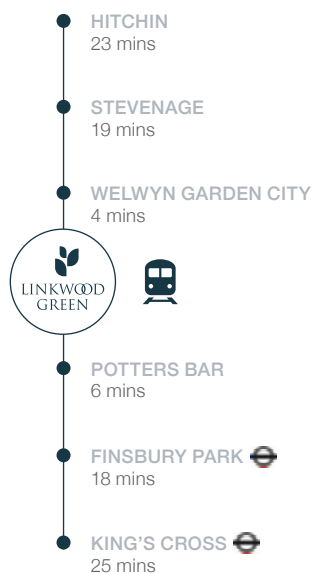 HITCHIN
23 mins
STEVENAGE
19 mins
WELWYN GARDEN CITY
4 mins
LINKWOOD
GREEN
POTTERS BAR
6 mins
FINSBURY PARK
18 mins
KING'S CROSS
25 mins